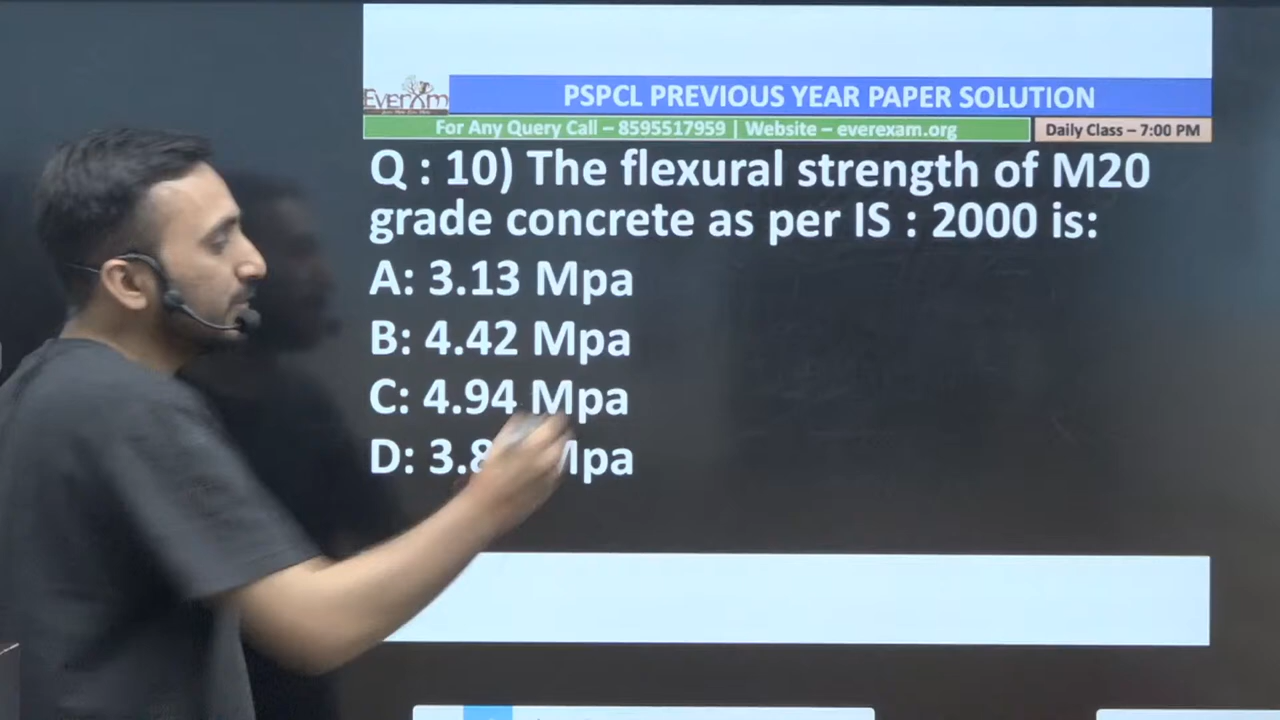 EverExam
PSPCL PREVIOUS YEAR PAPER SOLUTION
For Any Query Call – 8595517959 | Website – everexam.org
Daily Class – 7:00 PM
Q : 10) The flexural strength of M20
grade concrete as per IS : 2000 is:
A: 3.13 Mpa
B: 4.42 Mpa
C: 4.94 Mpa
D: 3.8 Mpa